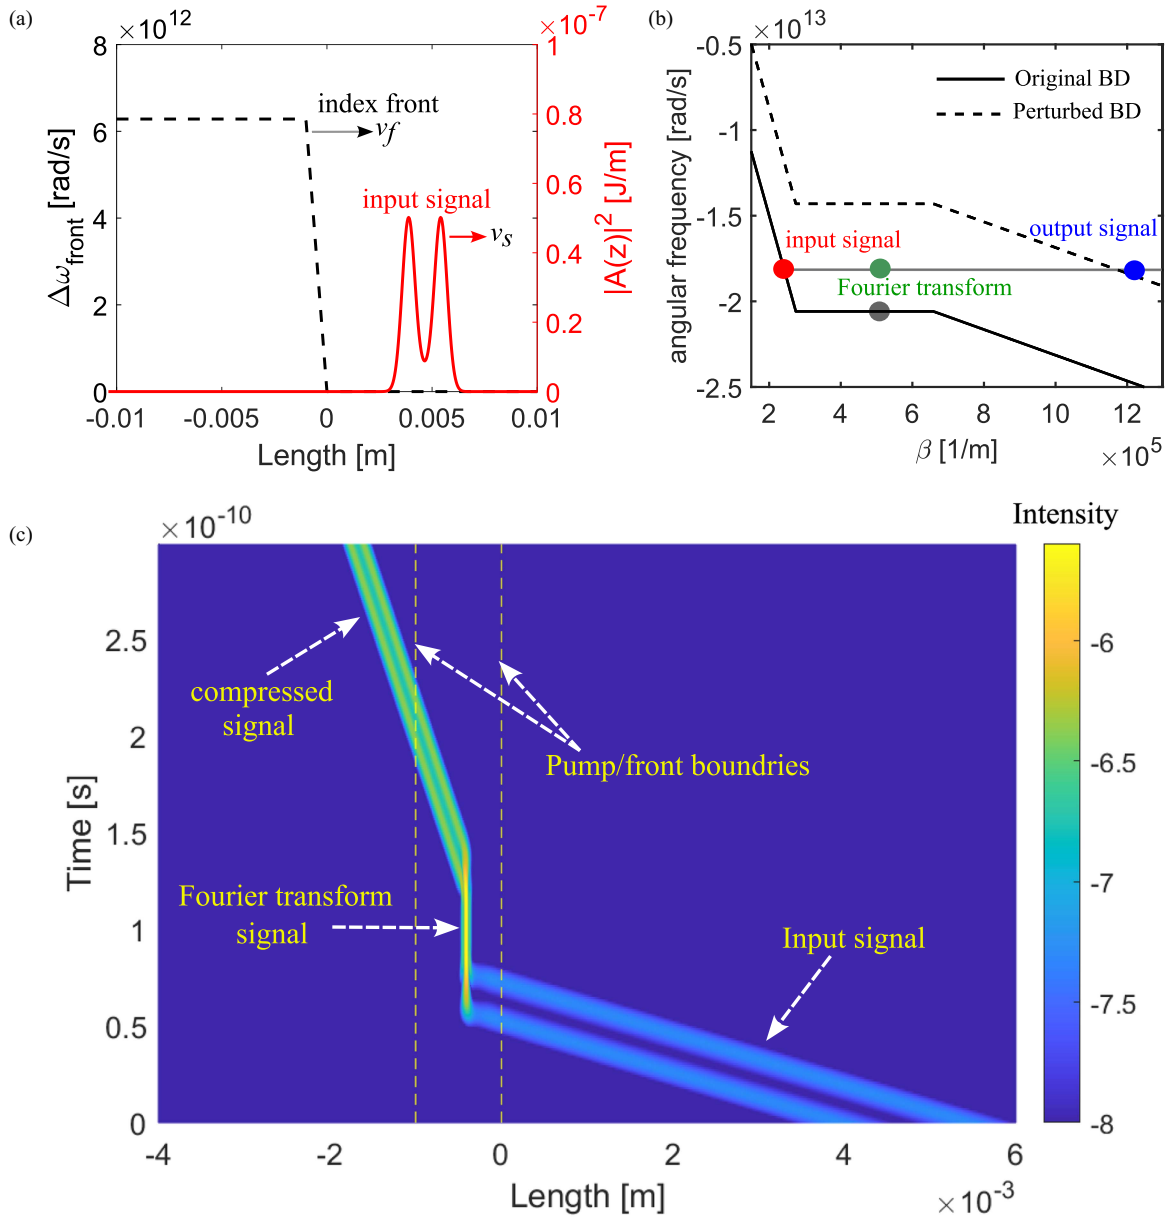 (a)
×10^12
×10^-7
8
6
4
2
0
1
0.8
0.6
0.4
0.2
0
index front
v_f
input signal
v_s
Δω_front [rad/s]
|A(z)|^2 [J/m]
-0.01
-0.005
0
0.005
0.01
Length [m]
(b)
×10^13
-0.5
-1
-1.5
-2
-2.5
angular frequency [rad/s]
Original BD
Perturbed BD
input signal
output signal
Fourier transform
2
4
6
8
10
12
β [1/m]
×10^5
(c)
×10^-10
Intensity
2.5
2
1.5
1
0.5
0
Time [s]
compressed
signal
Pump/front boundries
Fourier transform
signal
Input signal
-6
-6.5
-7
-7.5
-8
-4
-2
0
2
4
6
Length [m]
×10^-3